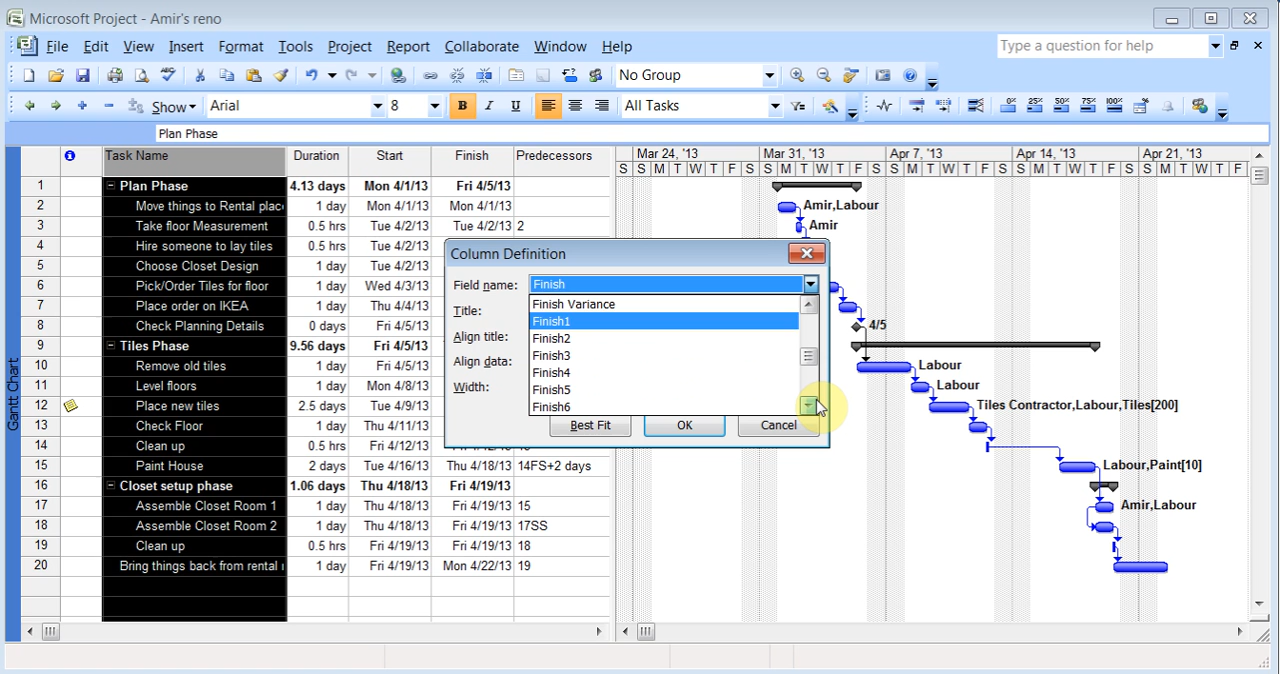 Microsoft Project - Amir's reno
File Edit View Insert Format Tools Project Report Collaborate Window Help
Type a question for help
No Group
Show Arial 8 B I U All Tasks 0% 25% 50% 75% 100%
Plan Phase
Task Name Duration Start Finish Predecessors
Mar 24, '13 Mar 31, '13 Apr 7, '13 Apr 14, '13 Apr 21, '13
S S M T W T F S S M T W T F S S M T W T F S S M T W T F S S M T W T F
1 Plan Phase 4.13 days Mon 4/1/13 Fri 4/5/13
2 Move things to Rental place 1 day Mon 4/1/13 Mon 4/1/13 Amir,Labour
3 Take floor Measurement 0.5 hrs Tue 4/2/13 Tue 4/2/13 2 Amir
4 Hire someone to lay tiles 0.5 hrs Tue 4/2/13
5 Choose Closet Design 1 day Tue 4/2/13
6 Pick/Order Tiles for floor 1 day Wed 4/3/13
7 Place order on IKEA 1 day Thu 4/4/13
8 Check Planning Details 0 days Fri 4/5/13 4/5
9 Tiles Phase 9.56 days Fri 4/5/13
10 Remove old tiles 1 day Fri 4/5/13 Labour
11 Level floors 1 day Mon 4/8/13 Labour
12 Place new tiles 2.5 days Tue 4/9/13 Tiles Contractor,Labour,Tiles[200]
13 Check Floor 1 day Thu 4/11/13
14 Clean up 0.5 hrs Tue 4/16/13
15 Paint House 2 days Tue 4/16/13 Thu 4/18/13 14FS+2 days Labour,Paint[10]
16 Closet setup phase 1.06 days Thu 4/18/13 Fri 4/19/13
17 Assemble Closet Room 1 1 day Thu 4/18/13 Fri 4/19/13 15 Amir,Labour
18 Assemble Closet Room 2 1 day Thu 4/18/13 Fri 4/19/13 17SS
19 Clean up 0.5 hrs Fri 4/19/13 Fri 4/19/13 18
20 Bring things back from rental 1 day Fri 4/19/13 Mon 4/22/13 19
Gantt Chart
Column Definition
Field name: Finish
Title:
Align title:
Align data:
Width:
Finish Variance
Finish1
Finish2
Finish3
Finish4
Finish5
Finish6
Best Fit OK Cancel